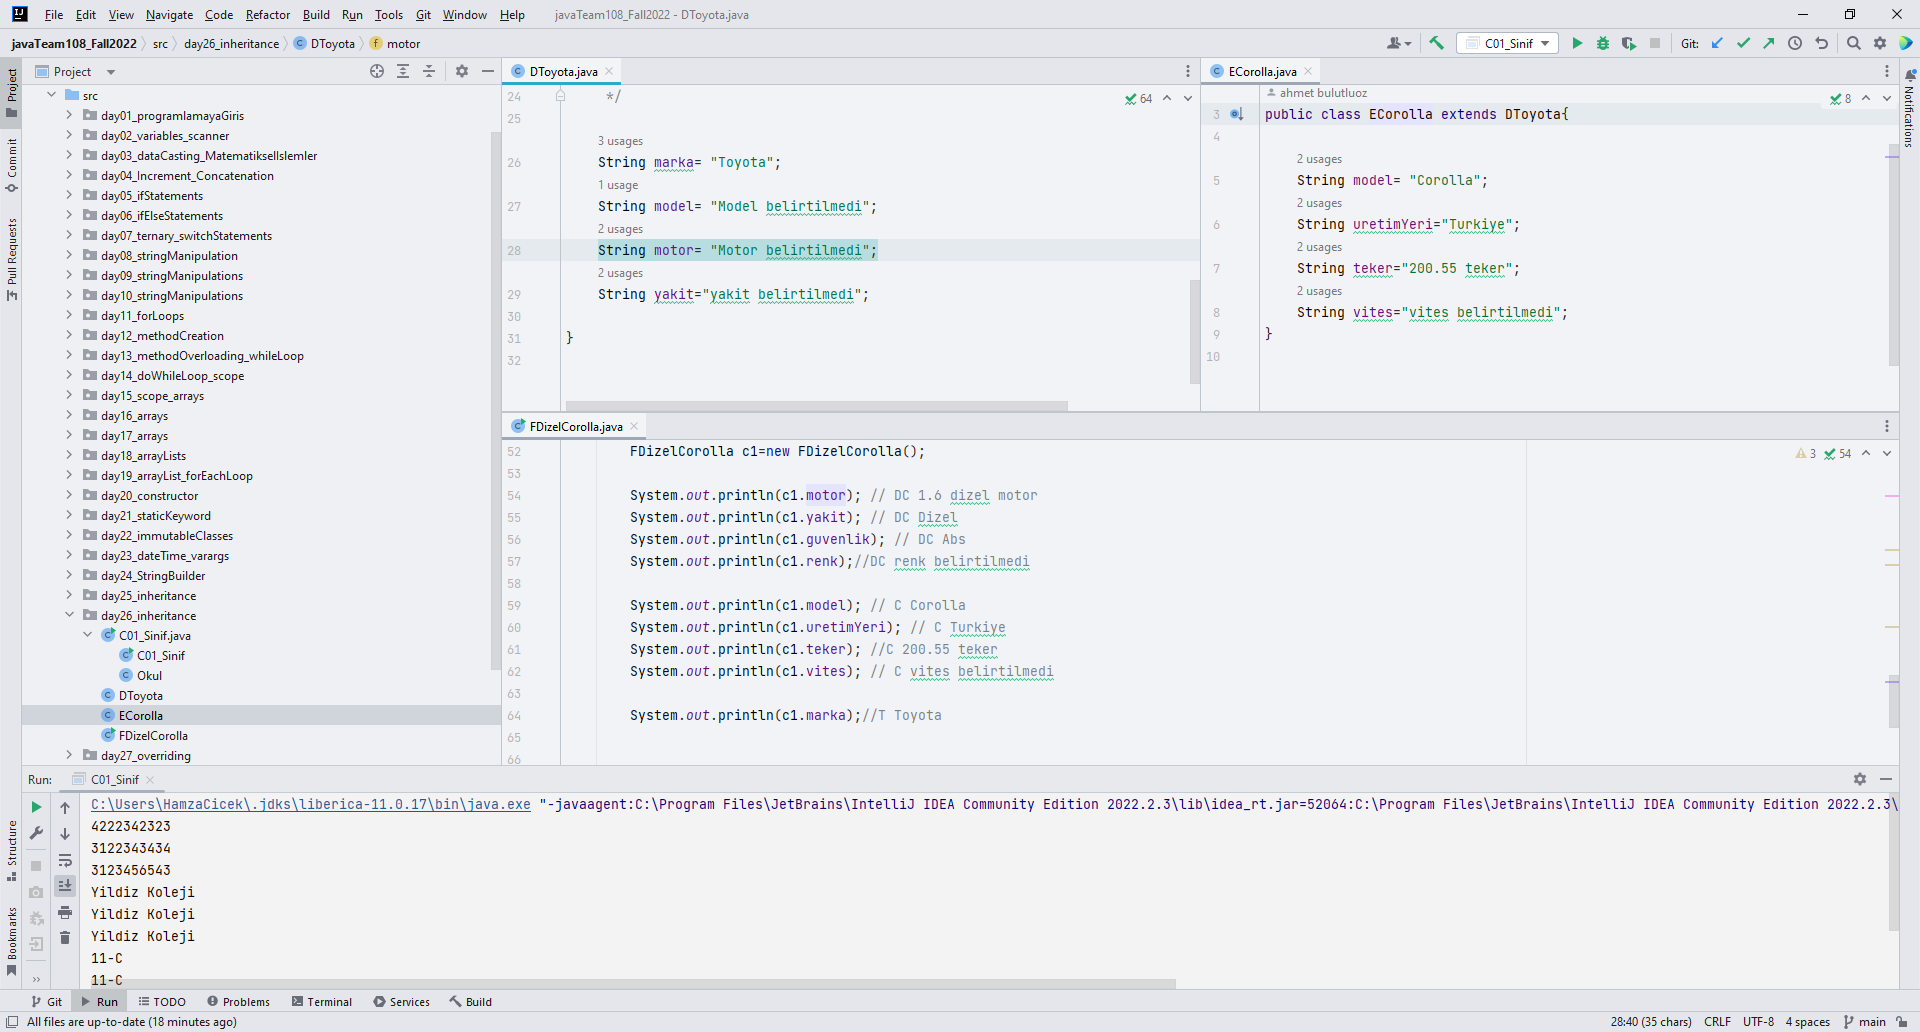 File Edit View Navigate Code Refactor Build Run Tools Git Window Help javaTeam108_Fall2022 - DToyota.java
javaTeam108_Fall2022 src day26_inheritance DToyota motor
C01_Sinif Git:
Project
DToyota.java
ECorolla.java
src
day01_programlamayaGiris
day02_variables_scanner
day03_dataCasting_MatematikselIslemler
day04_Increment_Concatenation
day05_ifStatements
day06_ifElseStatements
day07_ternary_switchStatements
day08_stringManipulation
day09_stringManipulations
day10_stringManipulations
day11_forLoops
day12_methodCreation
day13_methodOverloading_whileLoop
day14_doWhileLoop_scope
day15_scope_arrays
day16_arrays
day17_arrays
day18_arrayLists
day19_arrayList_forEachLoop
day20_constructor
day21_staticKeyword
day22_immutableClasses
day23_dateTime_varargs
day24_StringBuilder
day25_inheritance
day26_inheritance
C01_Sinif.java
C01_Sinif
Okul
DToyota
ECorolla
FDizelCorolla
day27_overriding
Project
Commit
Pull Requests
Structure
Bookmarks
Notifications
24 */
64
25
3 usages
26 String marka= "Toyota";
1 usage
27 String model= "Model belirtilmedi";
2 usages
28 String motor= "Motor belirtilmedi";
2 usages
29 String yakit="yakit belirtilmedi";
30
31 }
32
ahmet bulutluoz
8
3 public class ECorolla extends DToyota{
4
2 usages
5 String model= "Corolla";
2 usages
6 String uretimYeri="Turkiye";
2 usages
7 String teker="200.55 teker";
2 usages
8 String vites="vites belirtilmedi";
9 }
10
FDizelCorolla.java
3 54
52 FDizelCorolla c1=new FDizelCorolla();
53
54 System.out.println(c1.motor); // DC 1.6 dizel motor
55 System.out.println(c1.yakit); // DC Dizel
56 System.out.println(c1.guvenlik); // DC Abs
57 System.out.println(c1.renk);//DC renk belirtilmedi
58
59 System.out.println(c1.model); // C Corolla
60 System.out.println(c1.uretimYeri); // C Turkiye
61 System.out.println(c1.teker); //C 200.55 teker
62 System.out.println(c1.vites); // C vites belirtilmedi
63
64 System.out.println(c1.marka);//T Toyota
65
66
Run: C01_Sinif
C:\Users\HamzaCicek\.jdks\liberica-11.0.17\bin\java.exe "-javaagent:C:\Program Files\JetBrains\IntelliJ IDEA Community Edition 2022.2.3\lib\idea_rt.jar=52064:C:\Program Files\JetBrains\IntelliJ IDEA Community Edition 2022.2.3\
4222342323
3122343434
3123456543
Yildiz Koleji
Yildiz Koleji
Yildiz Koleji
11-C
11-C
Git Run TODO Problems Terminal Services Build
All files are up-to-date (18 minutes ago) 28:40 (35 chars) CRLF UTF-8 4 spaces main